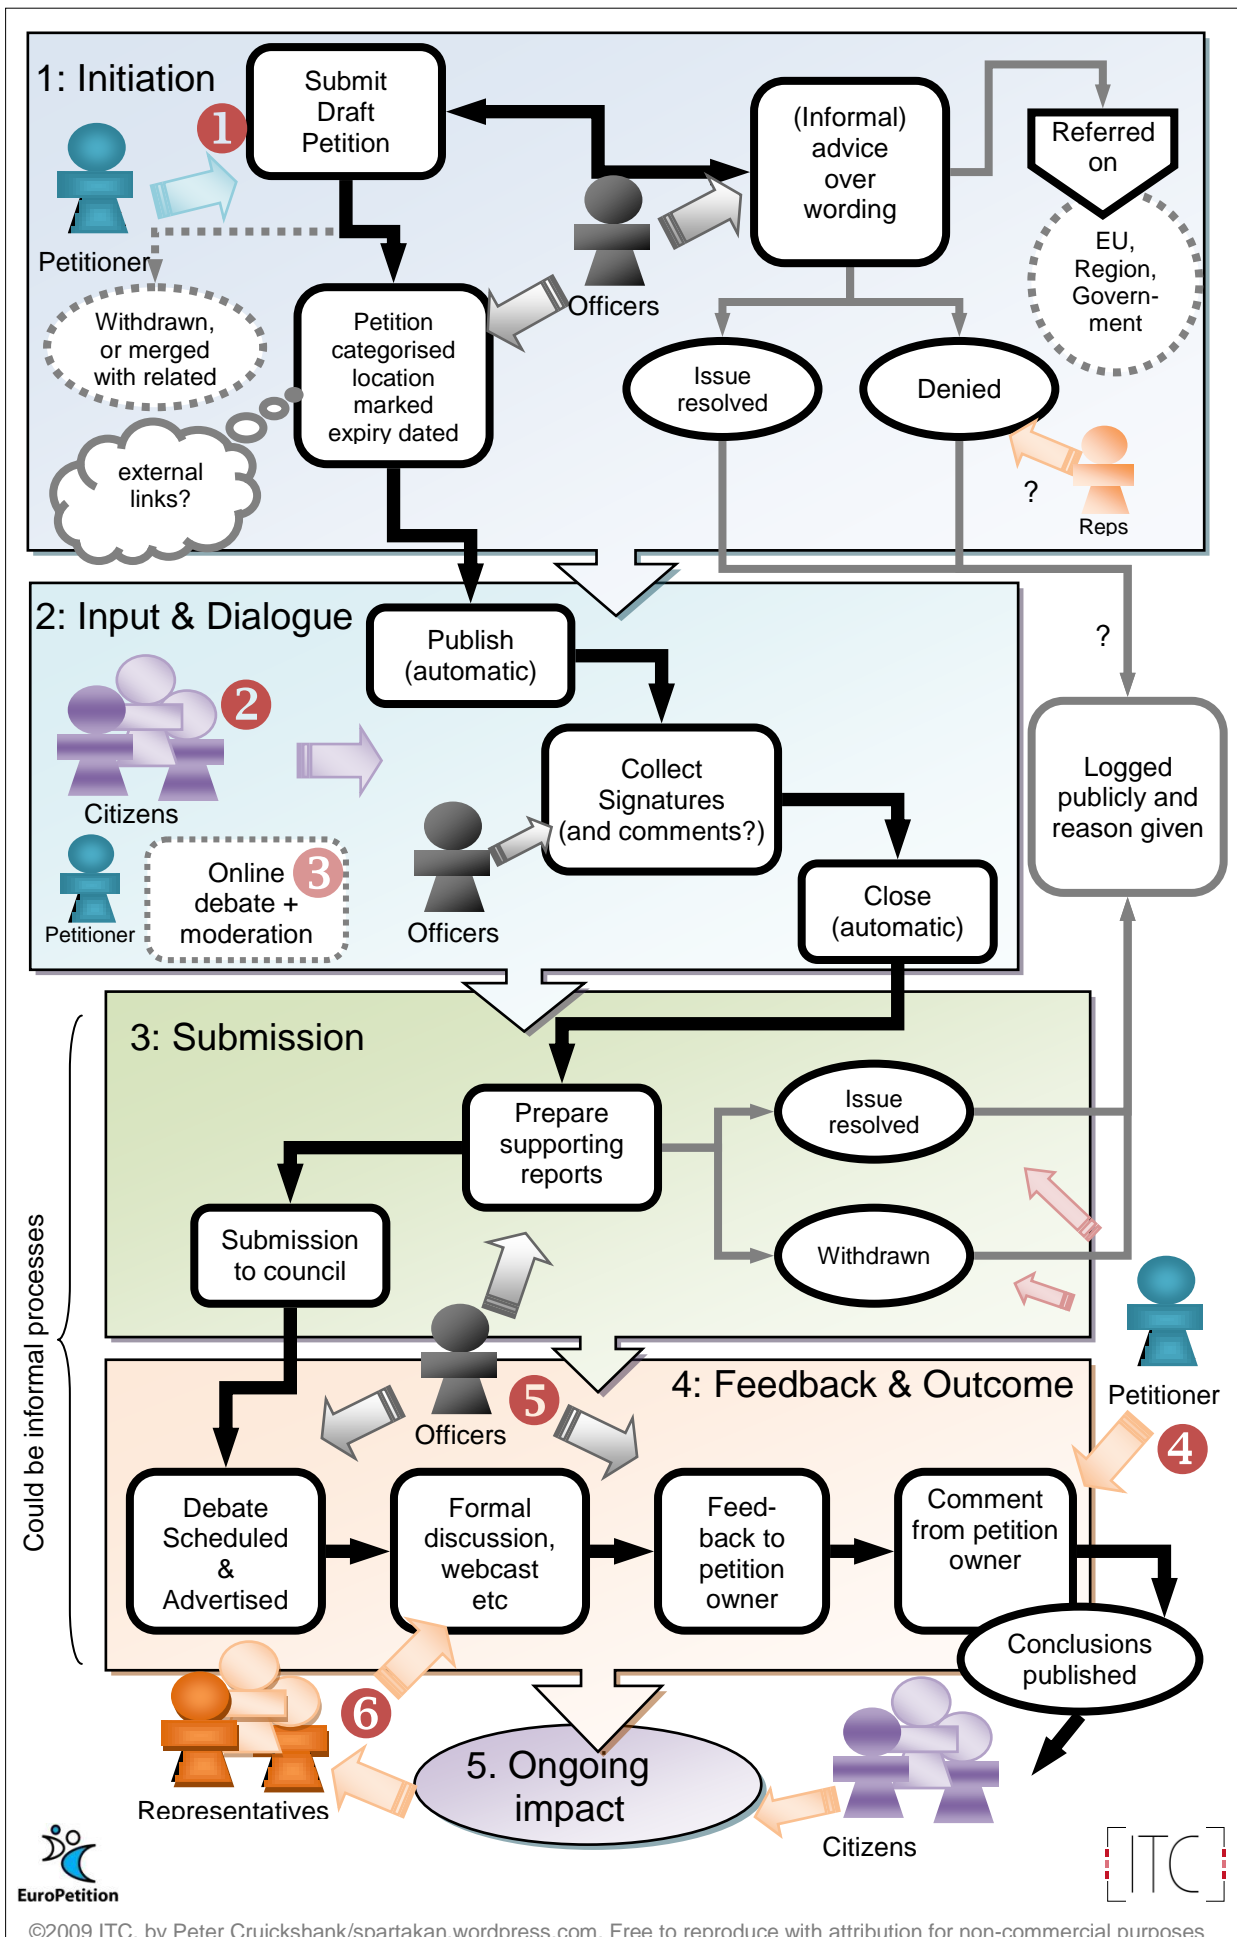 1: Initiation
Submit
Draft
Petition
1
Petitioner
(Informal)
advice
over
wording
Referred
on
EU,
Region,
Govern-
ment
Officers
Withdrawn,
or merged
with related
Petition
categorised
location
marked
expiry dated
external
links?
Issue
resolved
Denied
?
Reps
2: Input & Dialogue
Publish
(automatic)
?
2
Citizens
Collect
Signatures
(and comments?)
Logged
publicly and
reason given
Petitioner
Online
debate +
moderation
3
Officers
Close
(automatic)
3: Submission
Prepare
supporting
reports
Issue
resolved
Submission
to council
Withdrawn
Could be informal processes
Officers
5
4: Feedback & Outcome
Petitioner
4
Debate
Scheduled
&
Advertised
Formal
discussion,
webcast
etc
Feed-
back to
petition
owner
Comment
from petition
owner
Conclusions
published
6
Representatives
5. Ongoing
impact
Citizens
EuroPetition
[ITC]
©2009 ITC, by Peter Cruickshank/spartakan.wordpress.com. Free to reproduce with attribution for non-commercial purposes